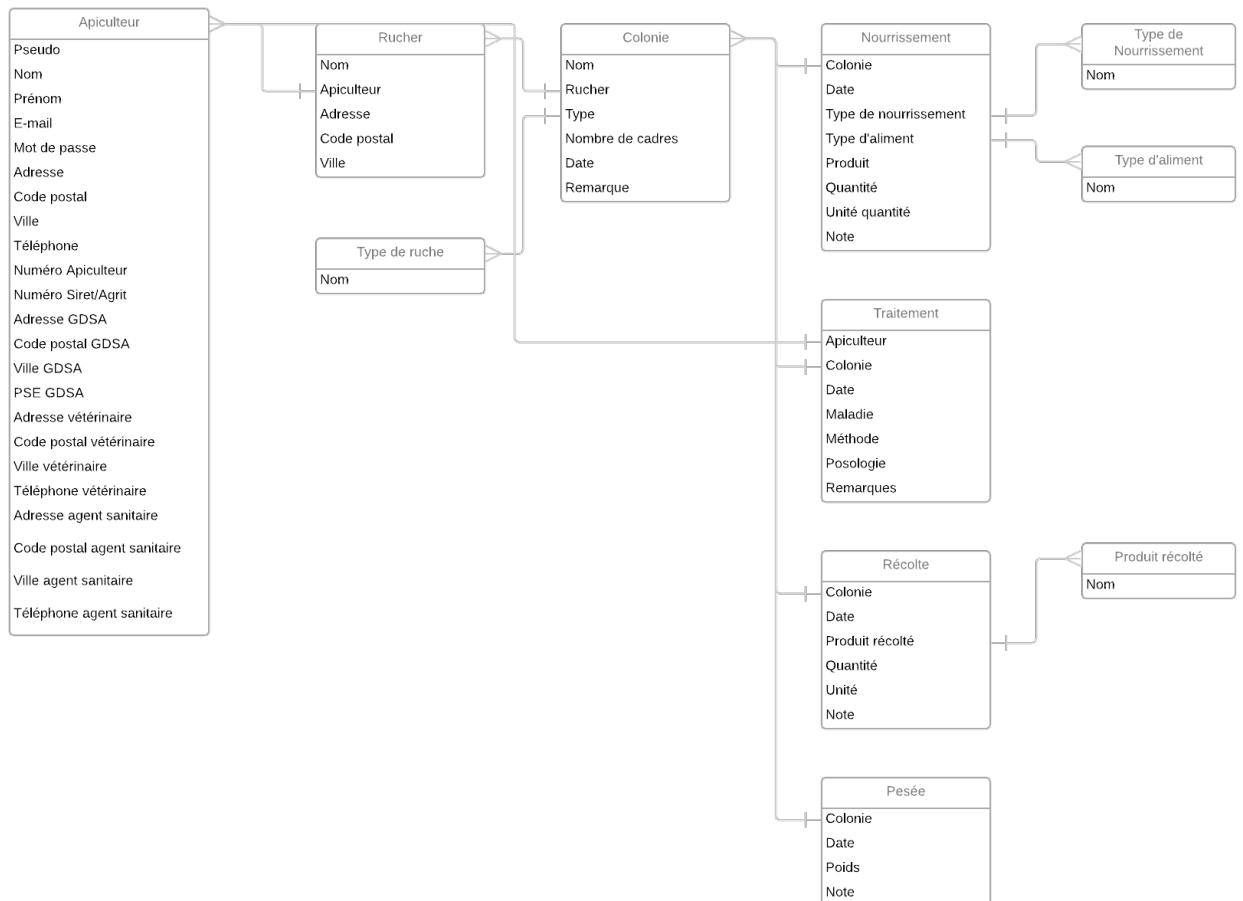 Apiculteur
Pseudo
Nom
Prénom
E-mail
Mot de passe
Adresse
Code postal
Ville
Téléphone
Numéro Apiculteur
Numéro Siret/Agrit
Adresse GDSA
Code postal GDSA
Ville GDSA
PSE GDSA
Adresse vétérinaire
Code postal vétérinaire
Ville vétérinaire
Téléphone vétérinaire
Adresse agent sanitaire
Code postal agent sanitaire
Ville agent sanitaire
Téléphone agent sanitaire
Rucher
Nom
Apiculteur
Adresse
Code postal
Ville
Type de ruche
Nom
Colonie
Nom
Rucher
Type
Nombre de cadres
Date
Remarque
Nourrissement
Colonie
Date
Type de nourrissement
Type d'aliment
Produit
Quantité
Unité quantité
Note
Type de
Nourrissement
Nom
Type d'aliment
Nom
Traitement
Apiculteur
Colonie
Date
Maladie
Méthode
Posologie
Remarques
Récolte
Colonie
Date
Produit récolté
Quantité
Unité
Note
Produit récolté
Nom
Pesée
Colonie
Date
Poids
Note